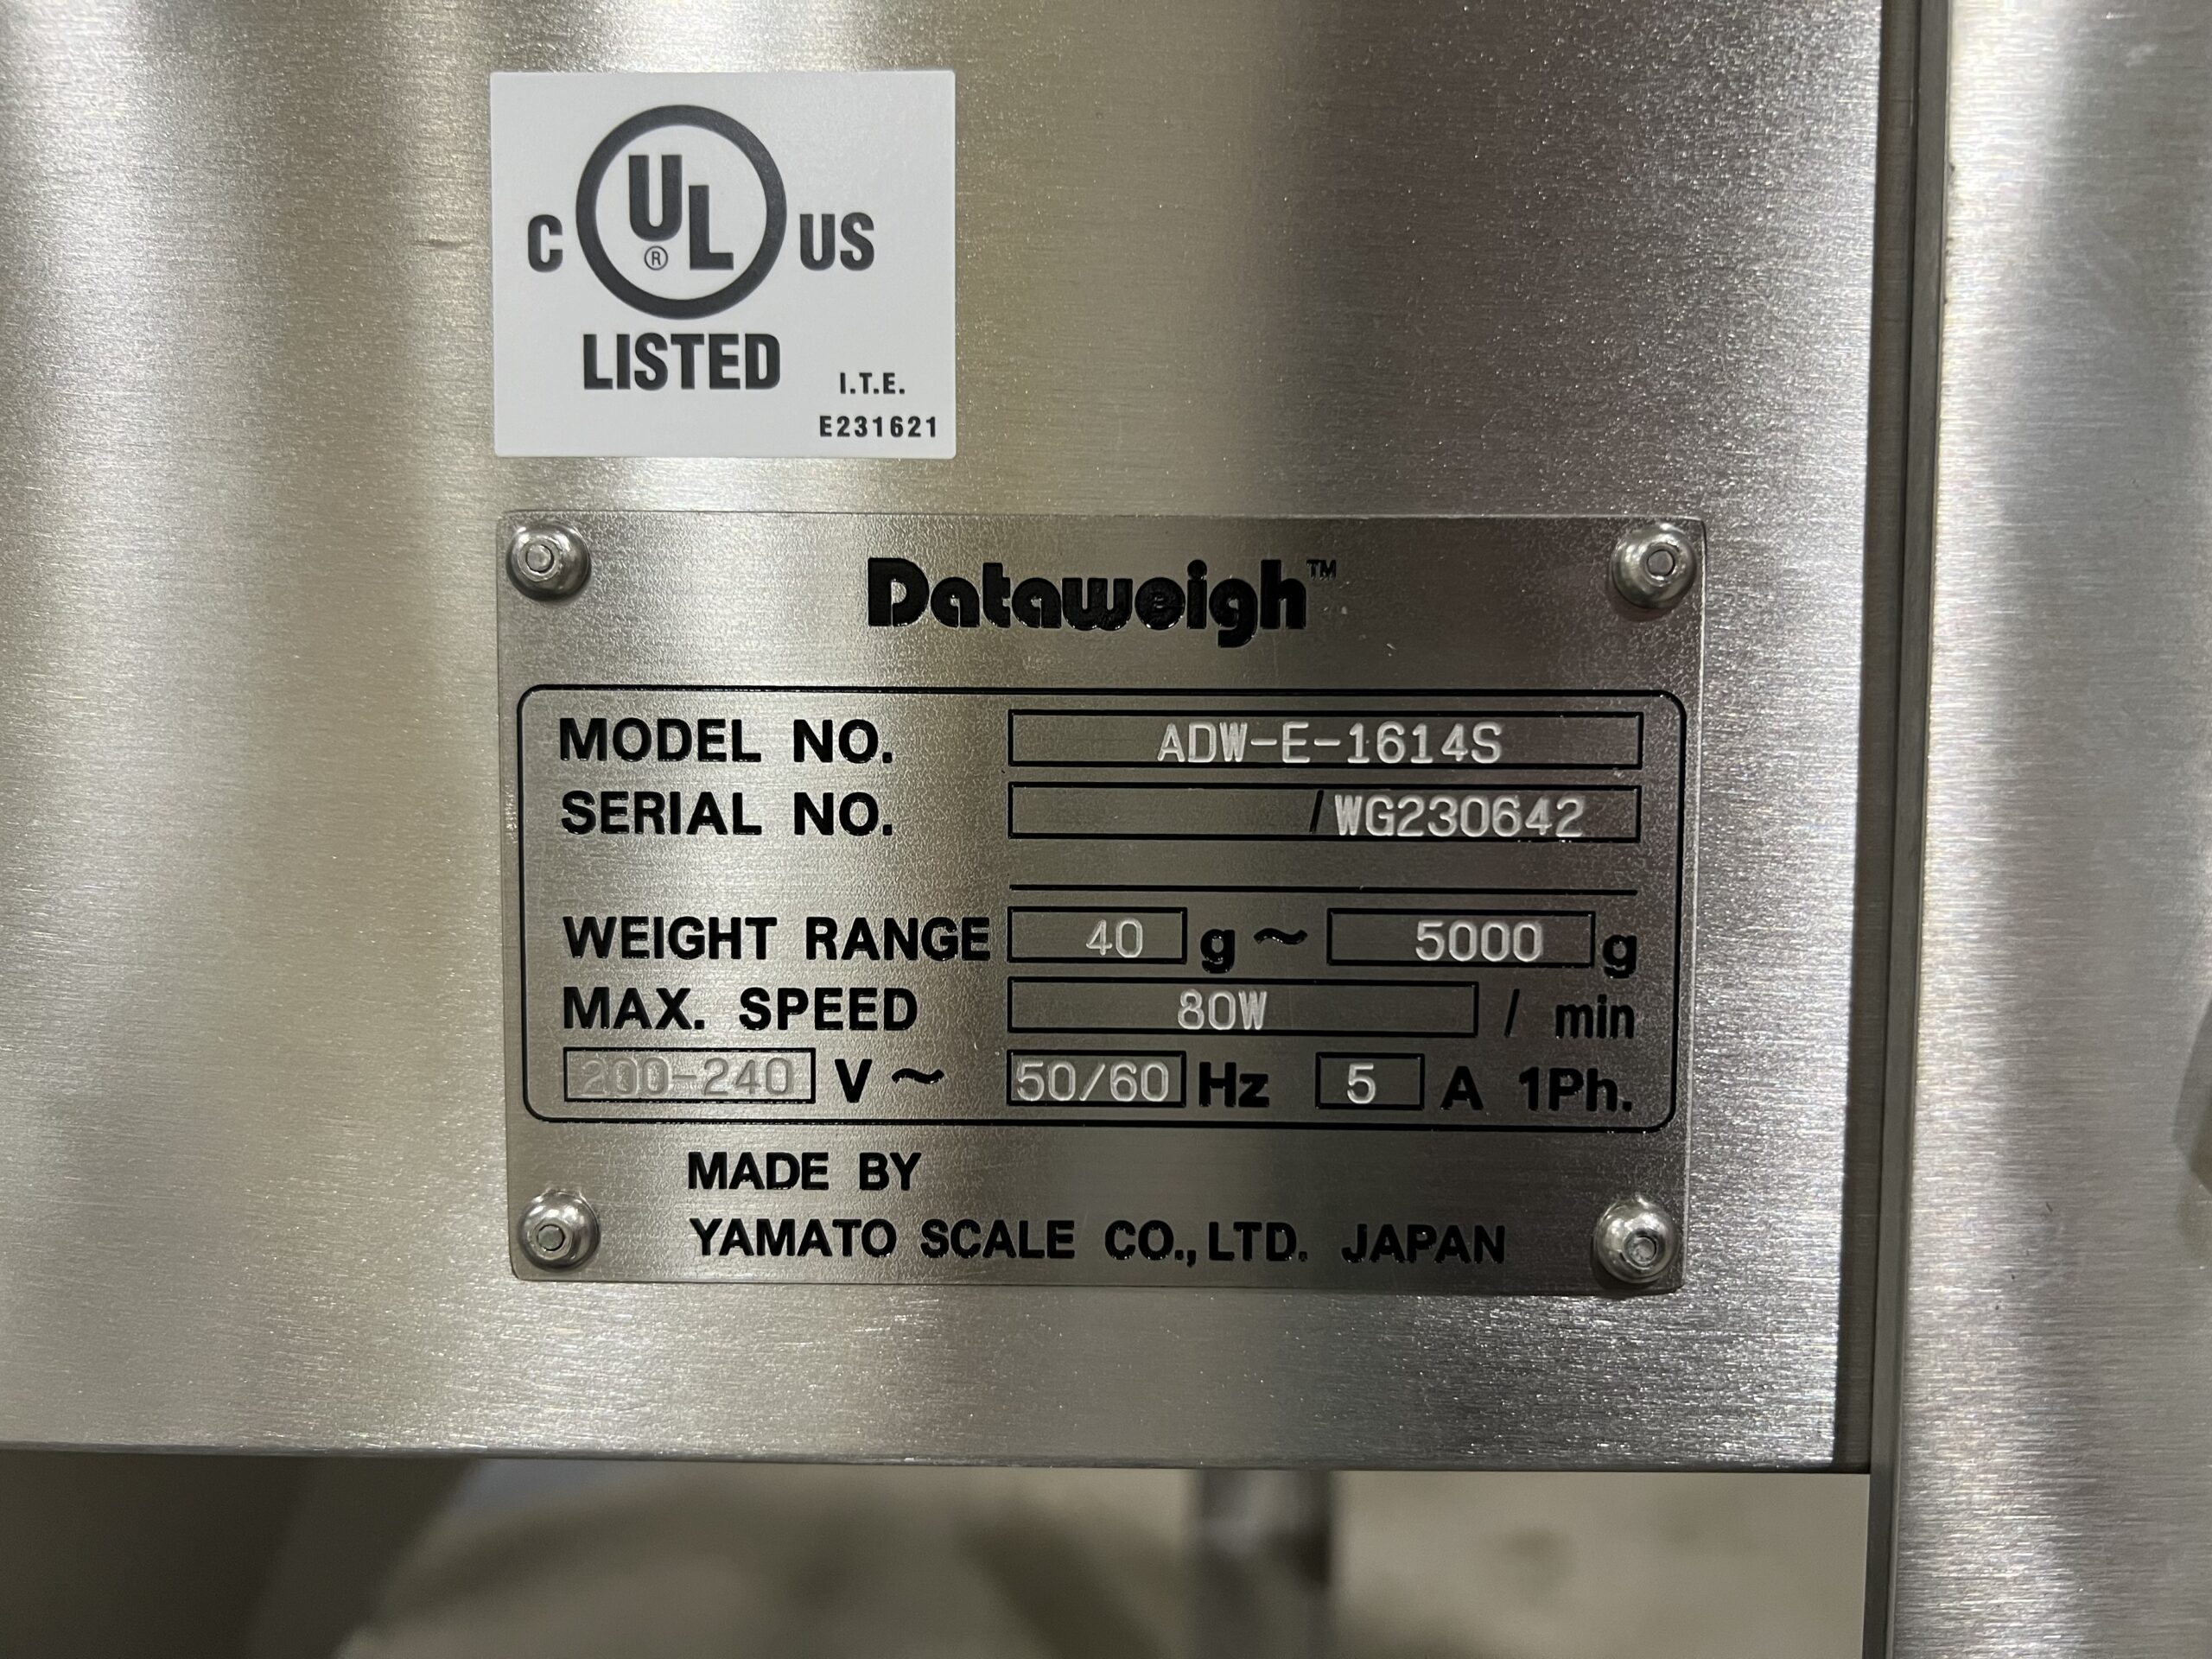 C UL® US
LISTED
I.T.E.
E231621
Dataweigh™
MODEL NO. ADW-E-1614S
SERIAL NO. /WG230642
WEIGHT RANGE 40 g ~ 5000 g
MAX. SPEED 80W / min
200-240 V ~ 50/60 Hz 5 A 1Ph.
MADE BY
YAMATO SCALE CO.,LTD. JAPAN